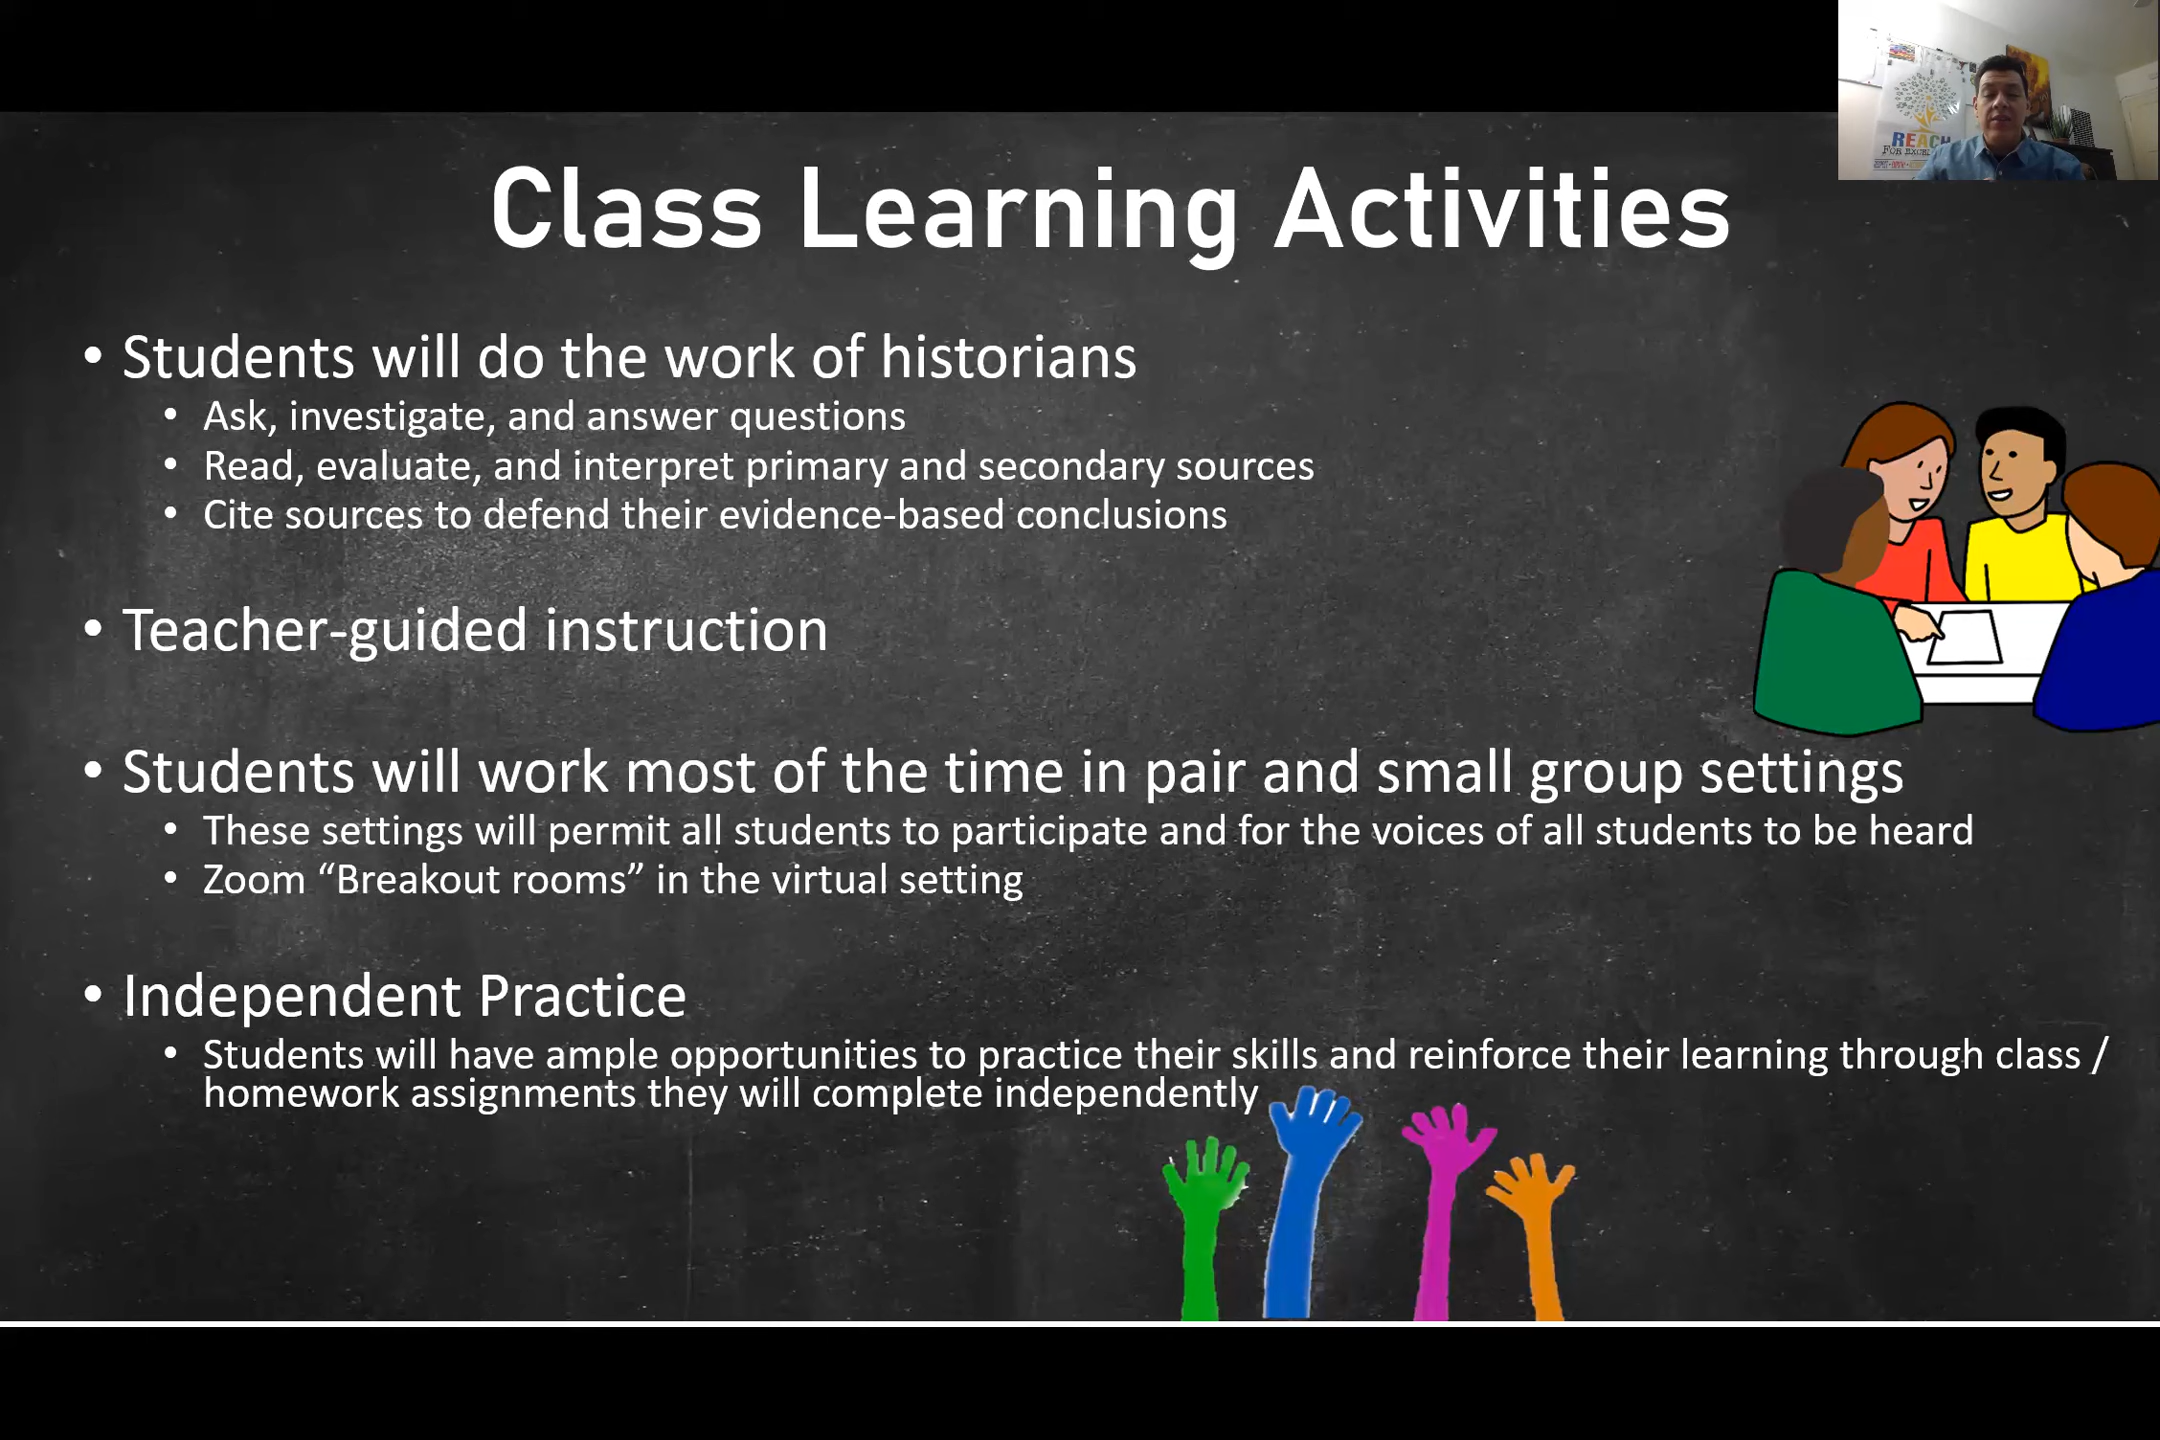 REACH
FOR EXCE
Class Learning Activities
• Students will do the work of historians
• Ask, investigate, and answer questions
• Read, evaluate, and interpret primary and secondary sources
• Cite sources to defend their evidence-based conclusions
• Teacher-guided instruction
• Students will work most of the time in pair and small group settings
• These settings will permit all students to participate and for the voices of all students to be heard
• Zoom “Breakout rooms” in the virtual setting
• Independent Practice
• Students will have ample opportunities to practice their skills and reinforce their learning through class /
homework assignments they will complete independently